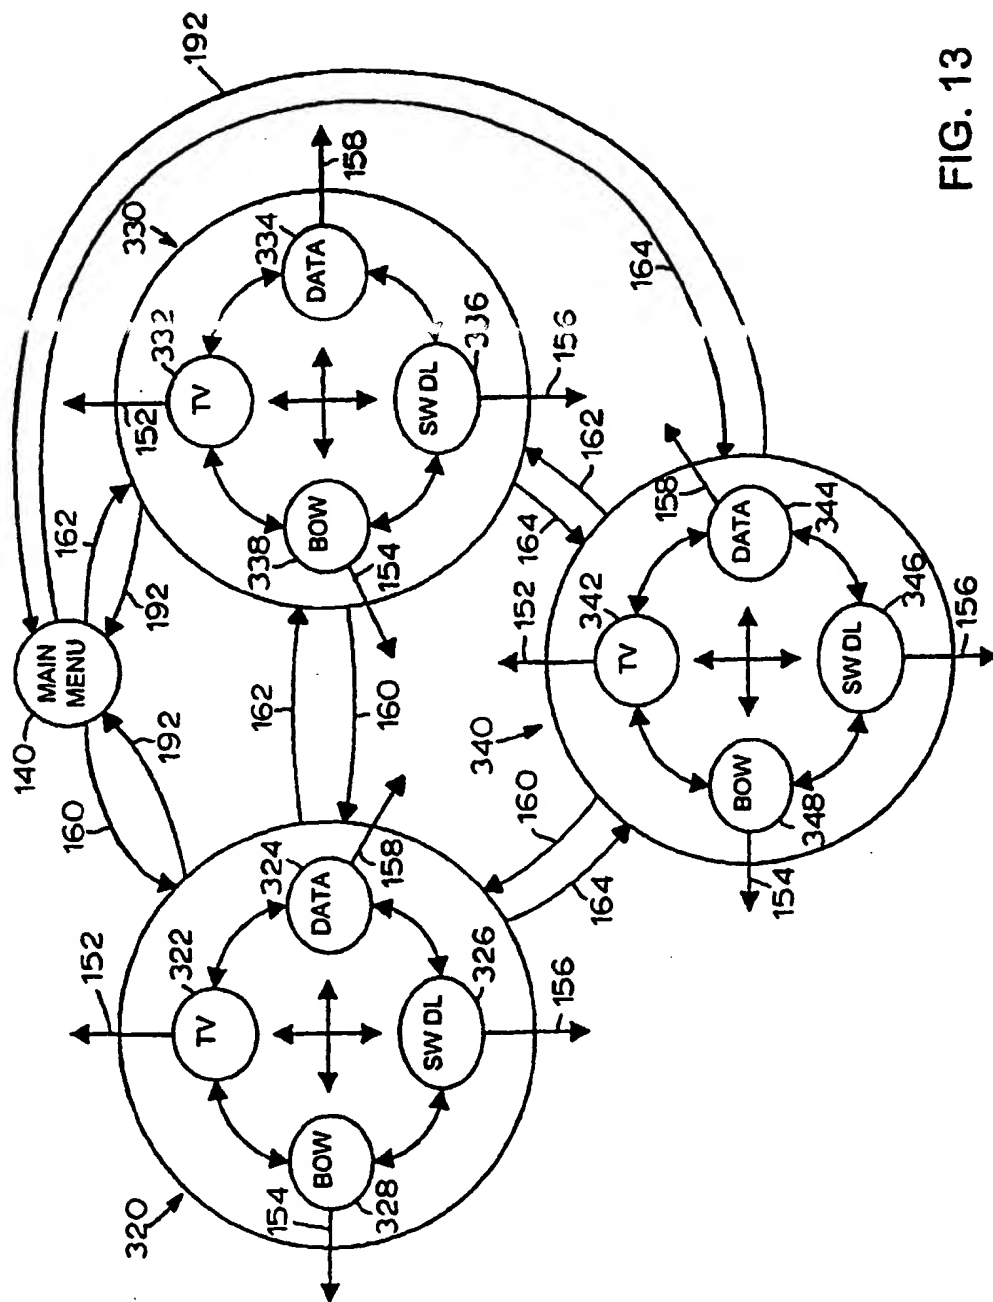 140
MAIN
MENU
160
192
162
192
192
320
152
322
TV
324
DATA
158
326
SW DL
156
328
BOW
154
162
160
330
152
332
TV
334
DATA
158
336
SW DL
156
338
BOW
154
160
164
164
162
164
340
152
342
TV
344
DATA
158
346
SW DL
156
348
BOW
154
FIG. 13